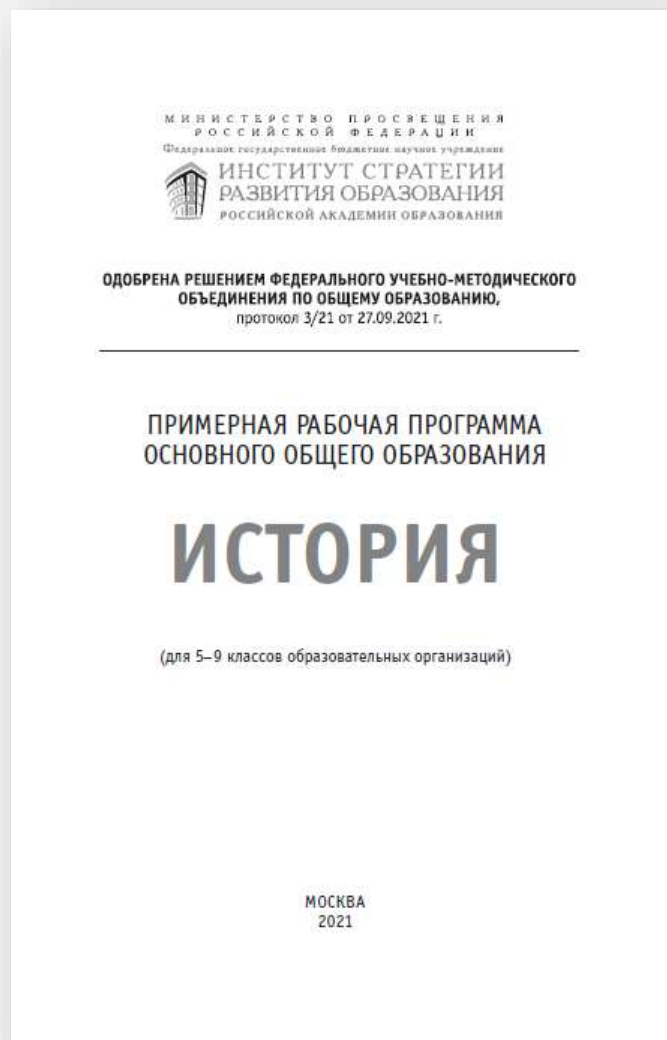 МИНИСТЕРСТВО ПРОСВЕЩЕНИЯ
РОССИЙСКОЙ ФЕДЕРАЦИИ
Федеральное государственное бюджетное научное учреждение
ИНСТИТУТ СТРАТЕГИИ
РАЗВИТИЯ ОБРАЗОВАНИЯ
РОССИЙСКОЙ АКАДЕМИИ ОБРАЗОВАНИЯ
ОДОБРЕНА РЕШЕНИЕМ ФЕДЕРАЛЬНОГО УЧЕБНО-МЕТОДИЧЕСКОГО
ОБЪЕДИНЕНИЯ ПО ОБЩЕМУ ОБРАЗОВАНИЮ,
протокол 3/21 от 27.09.2021 г.
ПРИМЕРНАЯ РАБОЧАЯ ПРОГРАММА
ОСНОВНОГО ОБЩЕГО ОБРАЗОВАНИЯ
ИСТОРИЯ
(для 5–9 классов образовательных организаций)
МОСКВА
2021